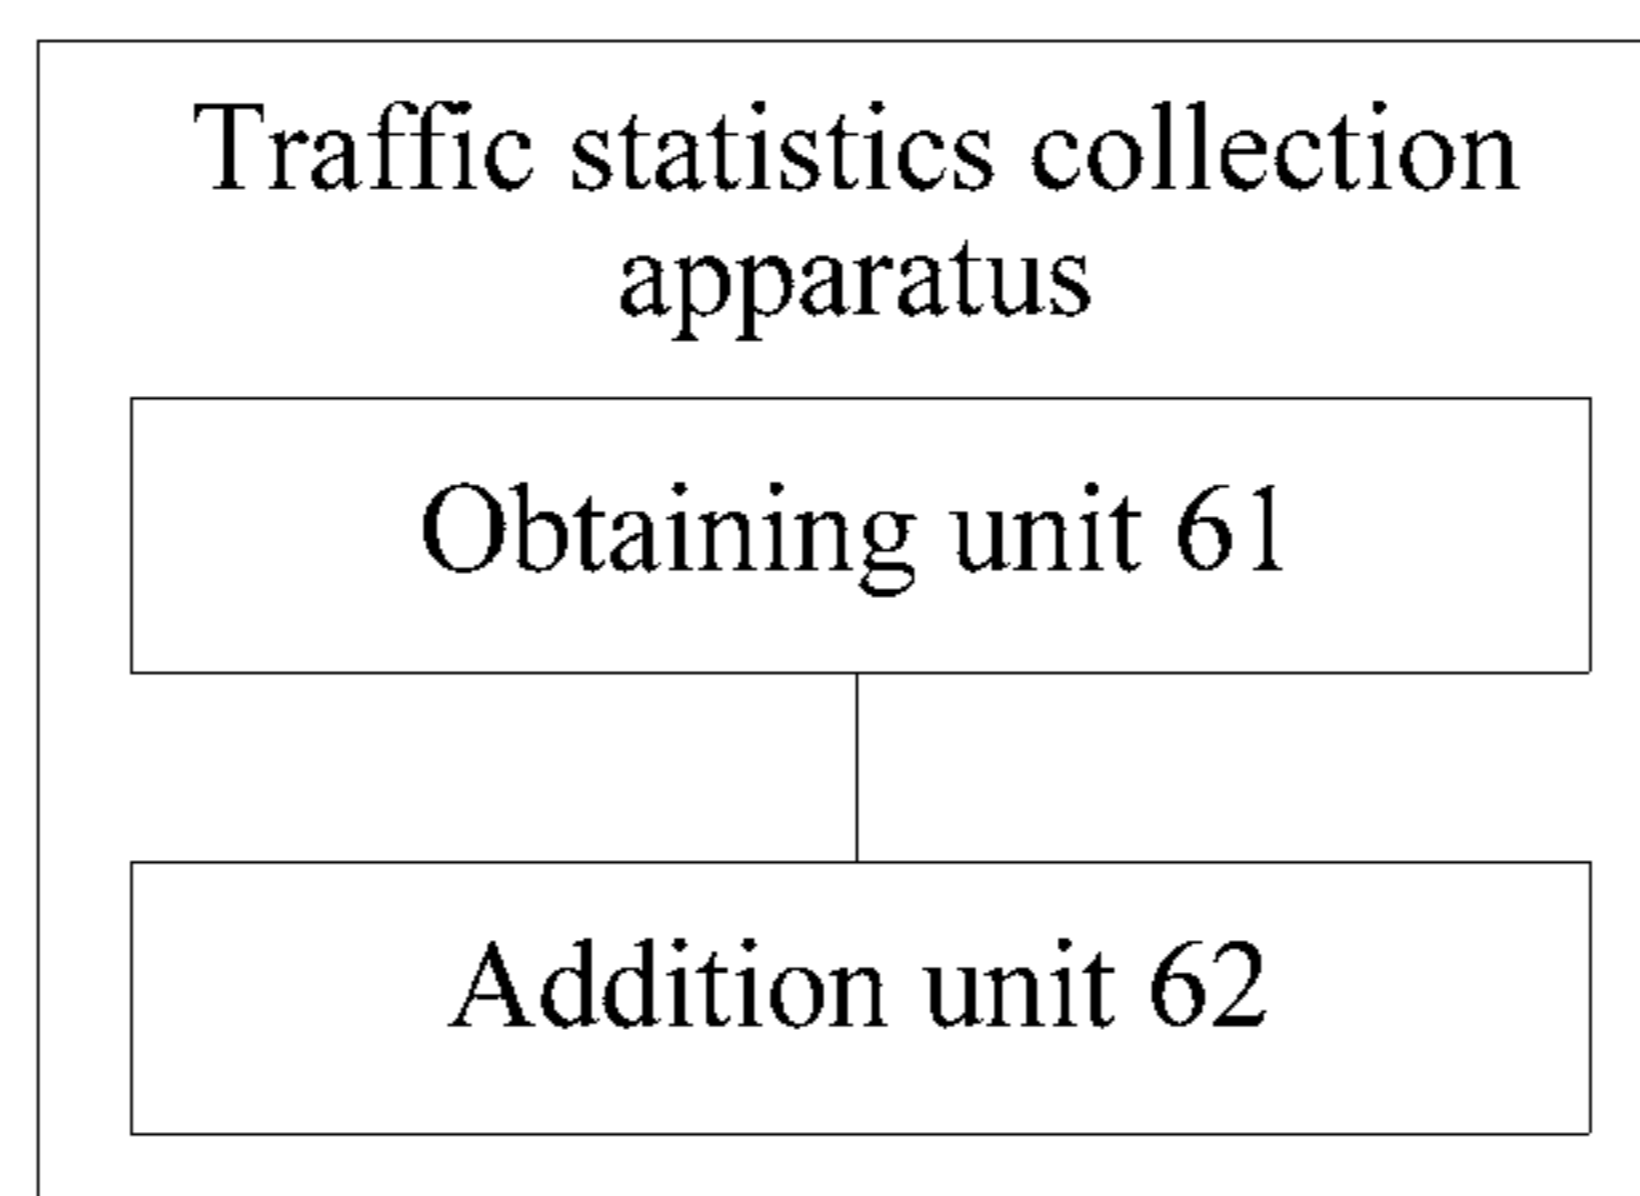 Traffic statistics collection
apparatus
Obtaining unit 61
Addition unit 62